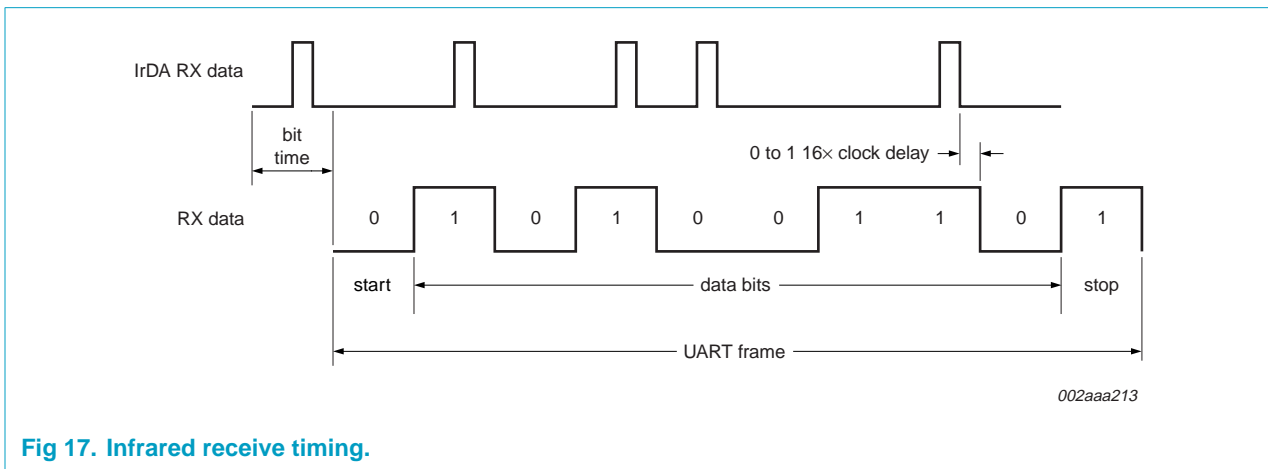 IrDA RX data
bit
time
0 to 1 16× clock delay
RX data
0 1 0 1 0 0 1 1 0 1
start
data bits
stop
UART frame
002aaa213
Fig 17. Infrared receive timing.